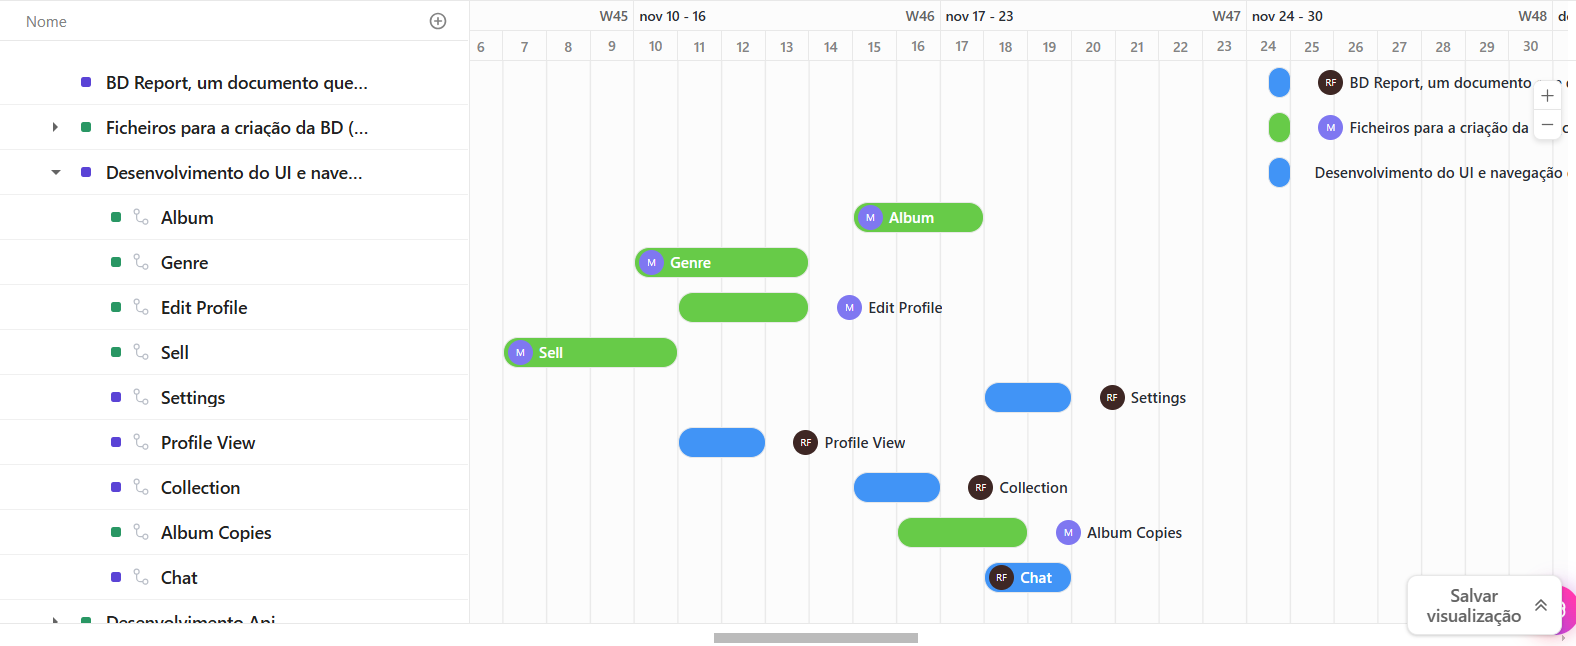 Nome
W45 nov 10 - 16 W46 nov 17 - 23 W47 nov 24 - 30 W48
6 7 8 9 10 11 12 13 14 15 16 17 18 19 20 21 22 23 24 25 26 27 28 29 30
BD Report, um documento que... RF BD Report, um documento
Ficheiros para a criação da BD (... M Ficheiros para a criação da
Desenvolvimento do UI e nave... Desenvolvimento do UI e navegação
Album M Album
Genre M Genre
Edit Profile M Edit Profile
Sell M Sell
Settings RF Settings
Profile View RF Profile View
Collection RF Collection
Album Copies M Album Copies
Chat RF Chat
Desenvolvimento Api
Salvar
visualização